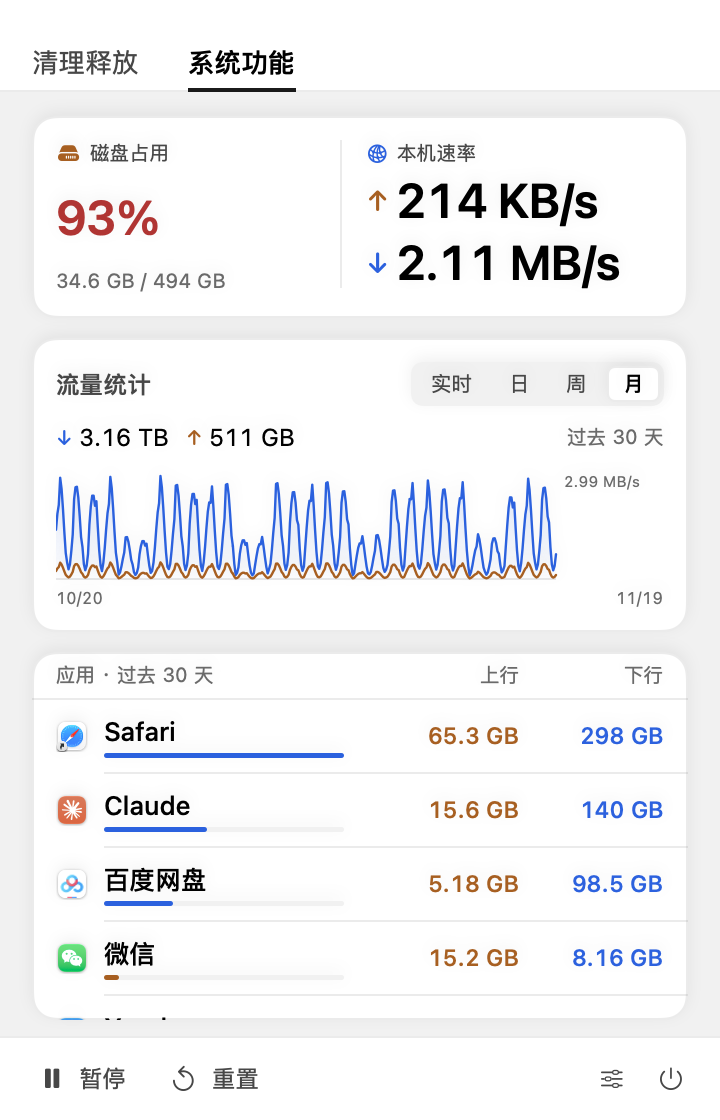 清理释放
系统功能
磁盘占用
93%
34.6 GB / 494 GB
本机速率
↑ 214 KB/s
↓ 2.11 MB/s
流量统计
实时 日 周 月
↓ 3.16 TB ↑ 511 GB
过去 30 天
2.99 MB/s
10/20
11/19
应用 · 过去 30 天 上行 下行
Safari 65.3 GB 298 GB
Claude 15.6 GB 140 GB
百度网盘 5.18 GB 98.5 GB
微信 15.2 GB 8.16 GB
暂停
重置